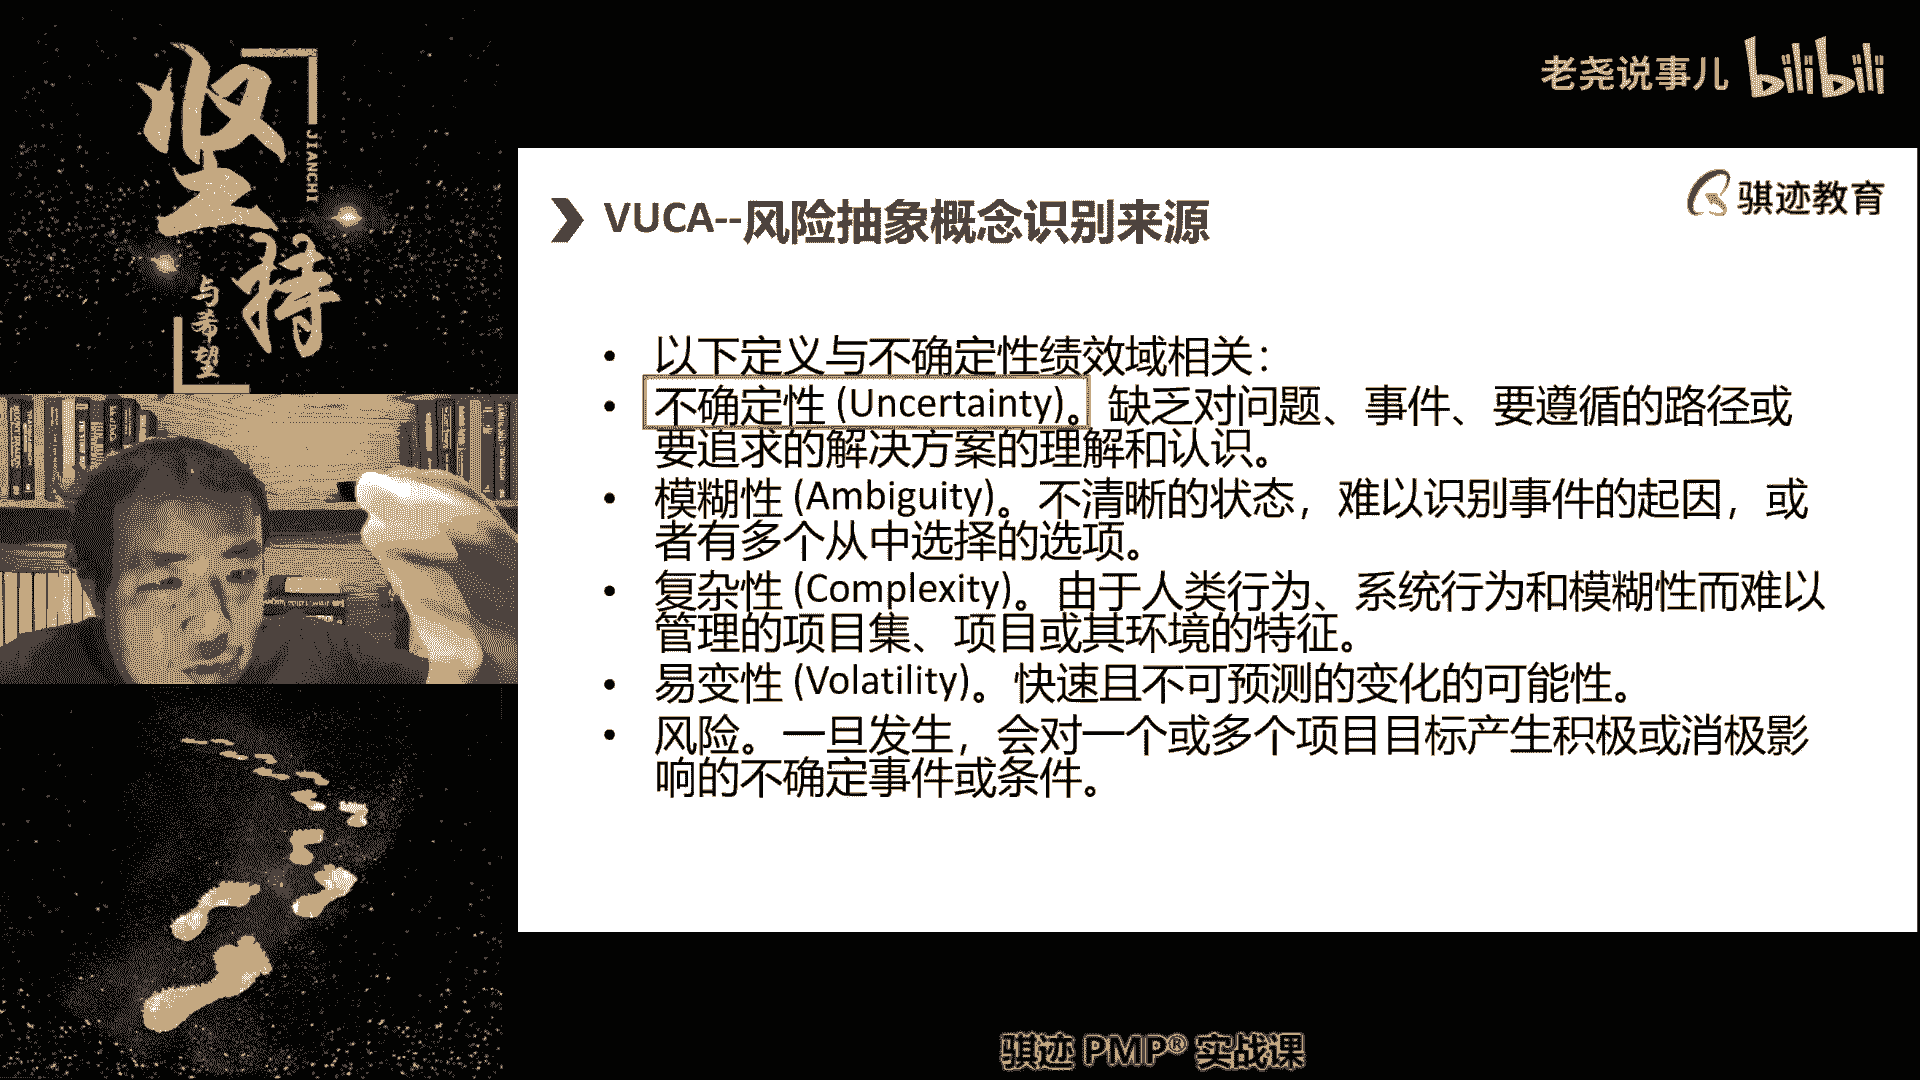 坚持
JIANCHI
与希望
老尧说事儿 bilibili
骐迹教育
VUCA--风险抽象概念识别来源
• 以下定义与不确定性绩效域相关：
• 不确定性 (Uncertainty)。缺乏对问题、事件、要遵循的路径或
要追求的解决方案的理解和认识。
• 模糊性 (Ambiguity)。不清晰的状态，难以识别事件的起因，或
者有多个从中选择的选项。
• 复杂性 (Complexity)。由于人类行为、系统行为和模糊性而难以
管理的项目集、项目或其环境的特征。
• 易变性 (Volatility)。快速且不可预测的变化的可能性。
• 风险。一旦发生，会对一个或多个项目目标产生积极或消极影
响的不确定事件或条件。
骐迹 PMP® 实战课